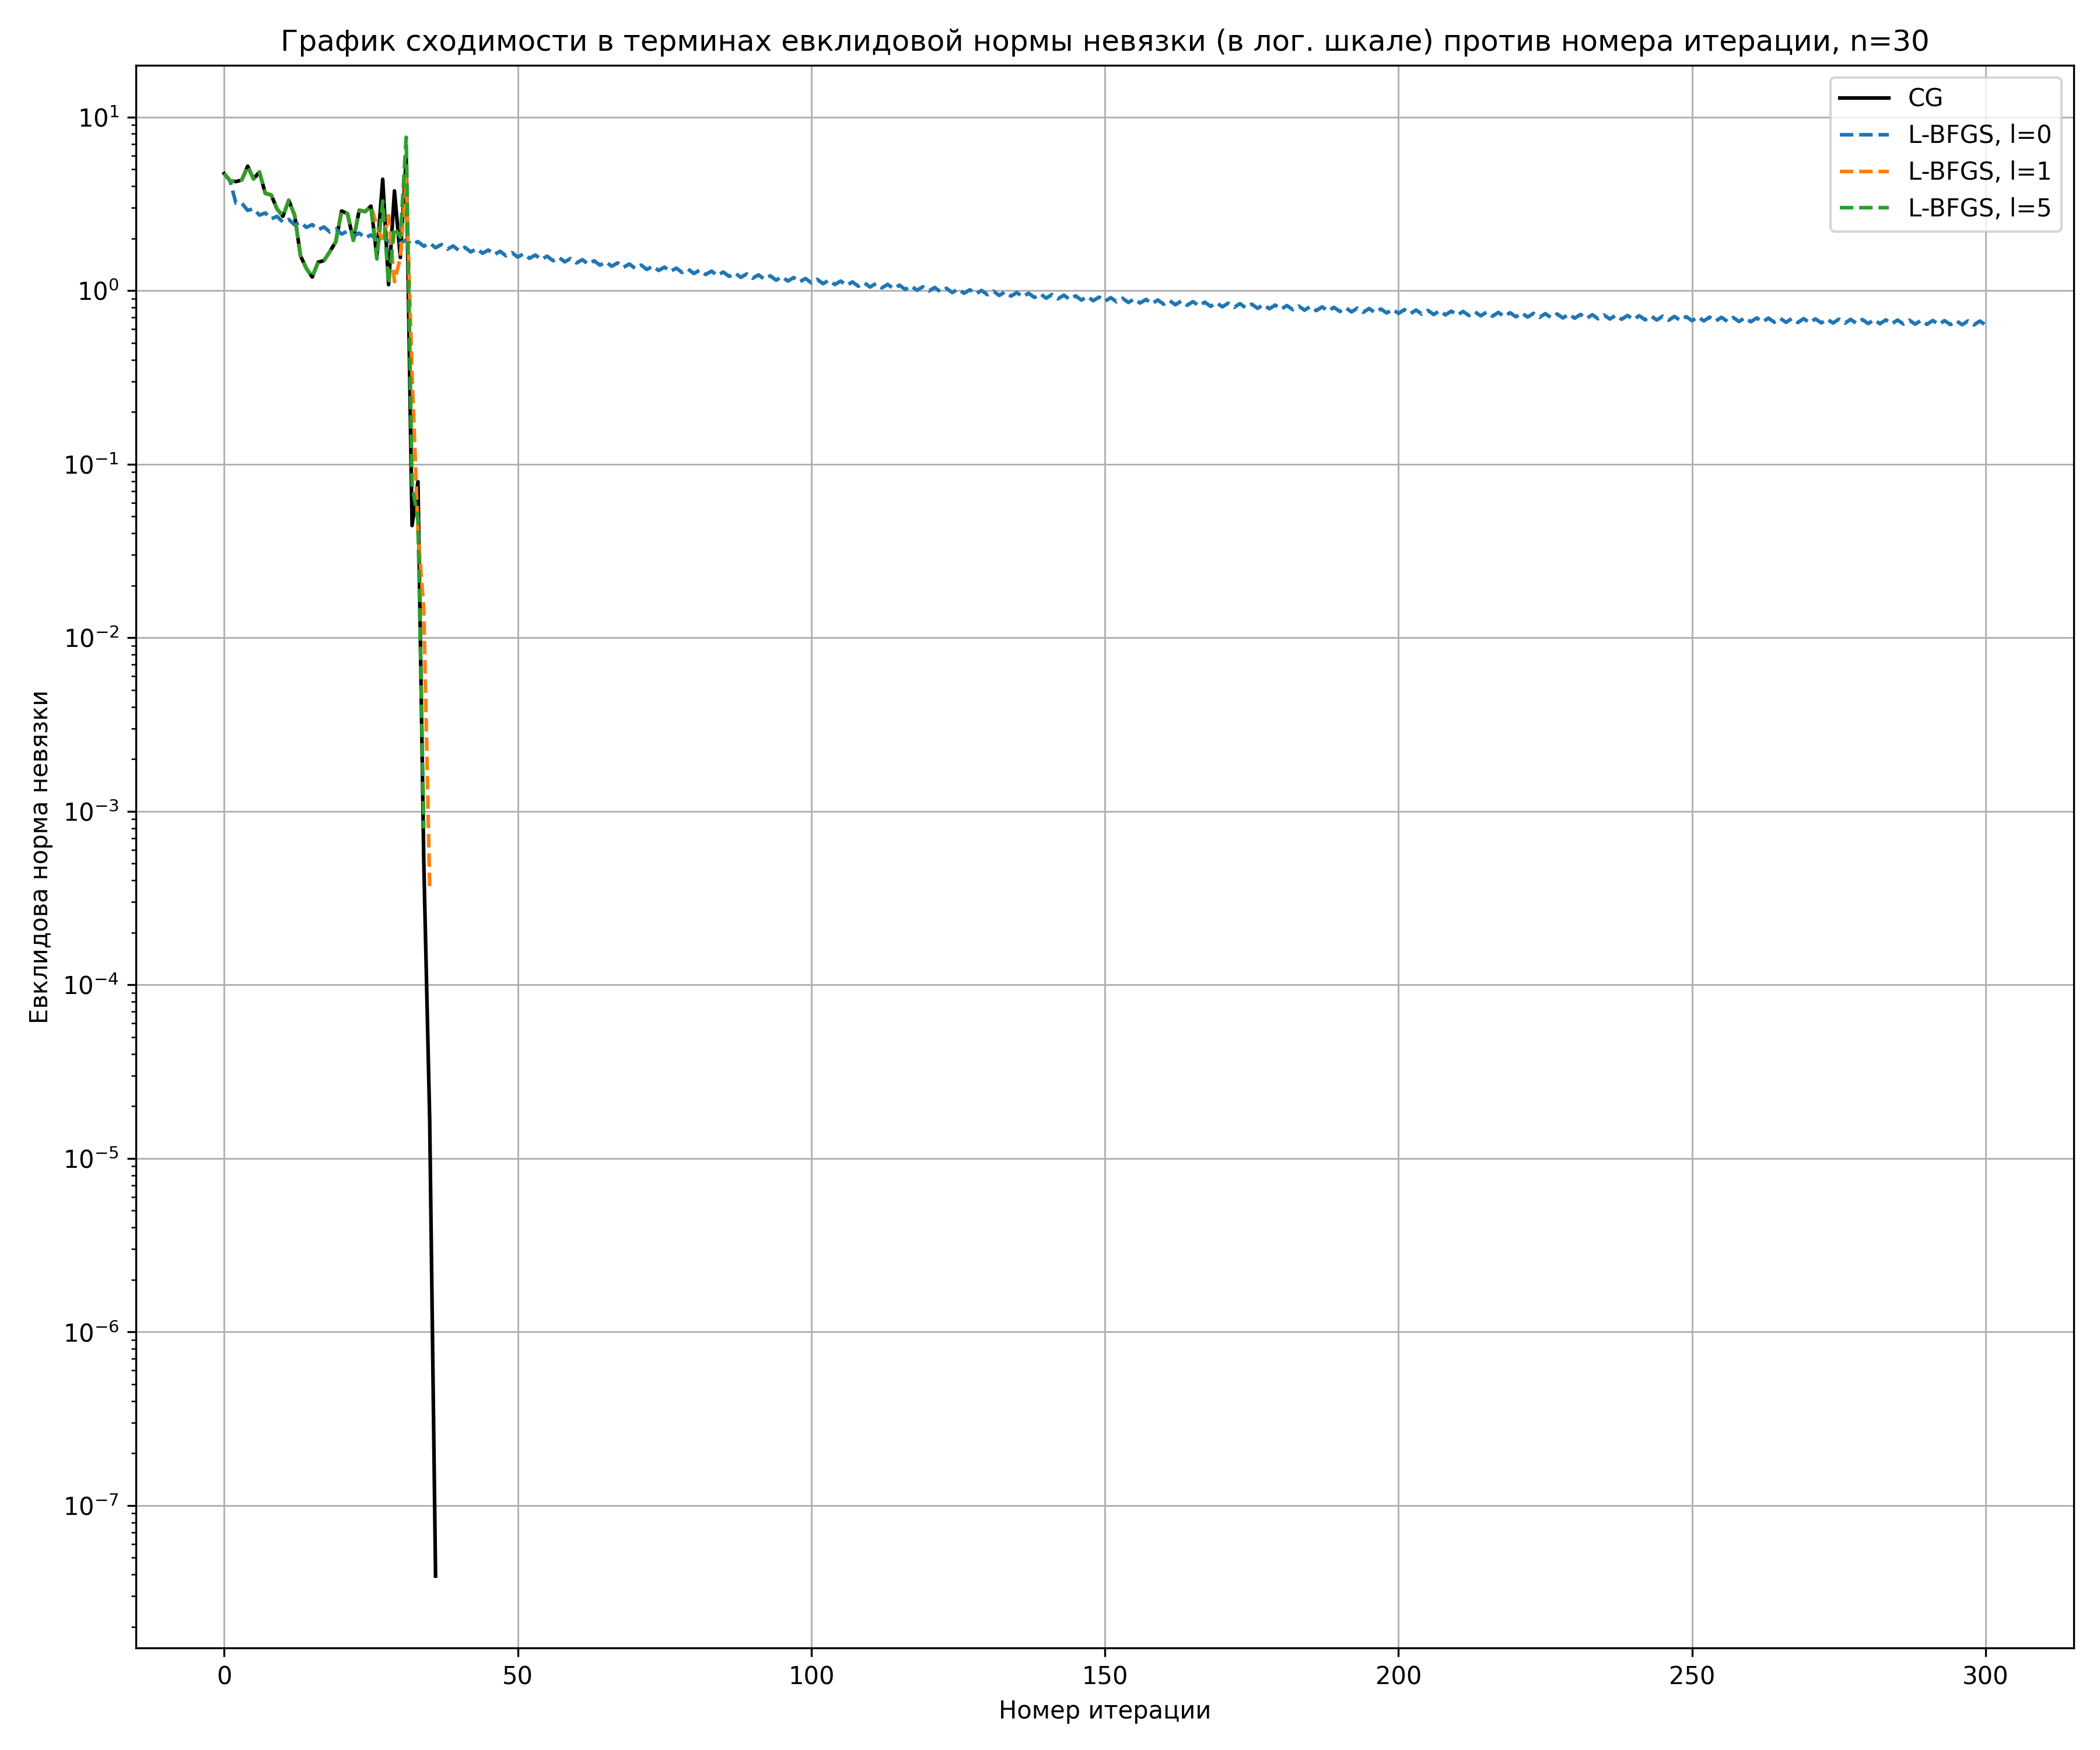 График сходимости в терминах евклидовой нормы невязки (в лог. шкале) против номера итерации, n=30
CG
L-BFGS, l=0
L-BFGS, l=1
L-BFGS, l=5
Евклидова норма невязки
10¹
10⁰
10⁻¹
10⁻²
10⁻³
10⁻⁴
10⁻⁵
10⁻⁶
10⁻⁷
0 50 100 150 200 250 300
Номер итерации